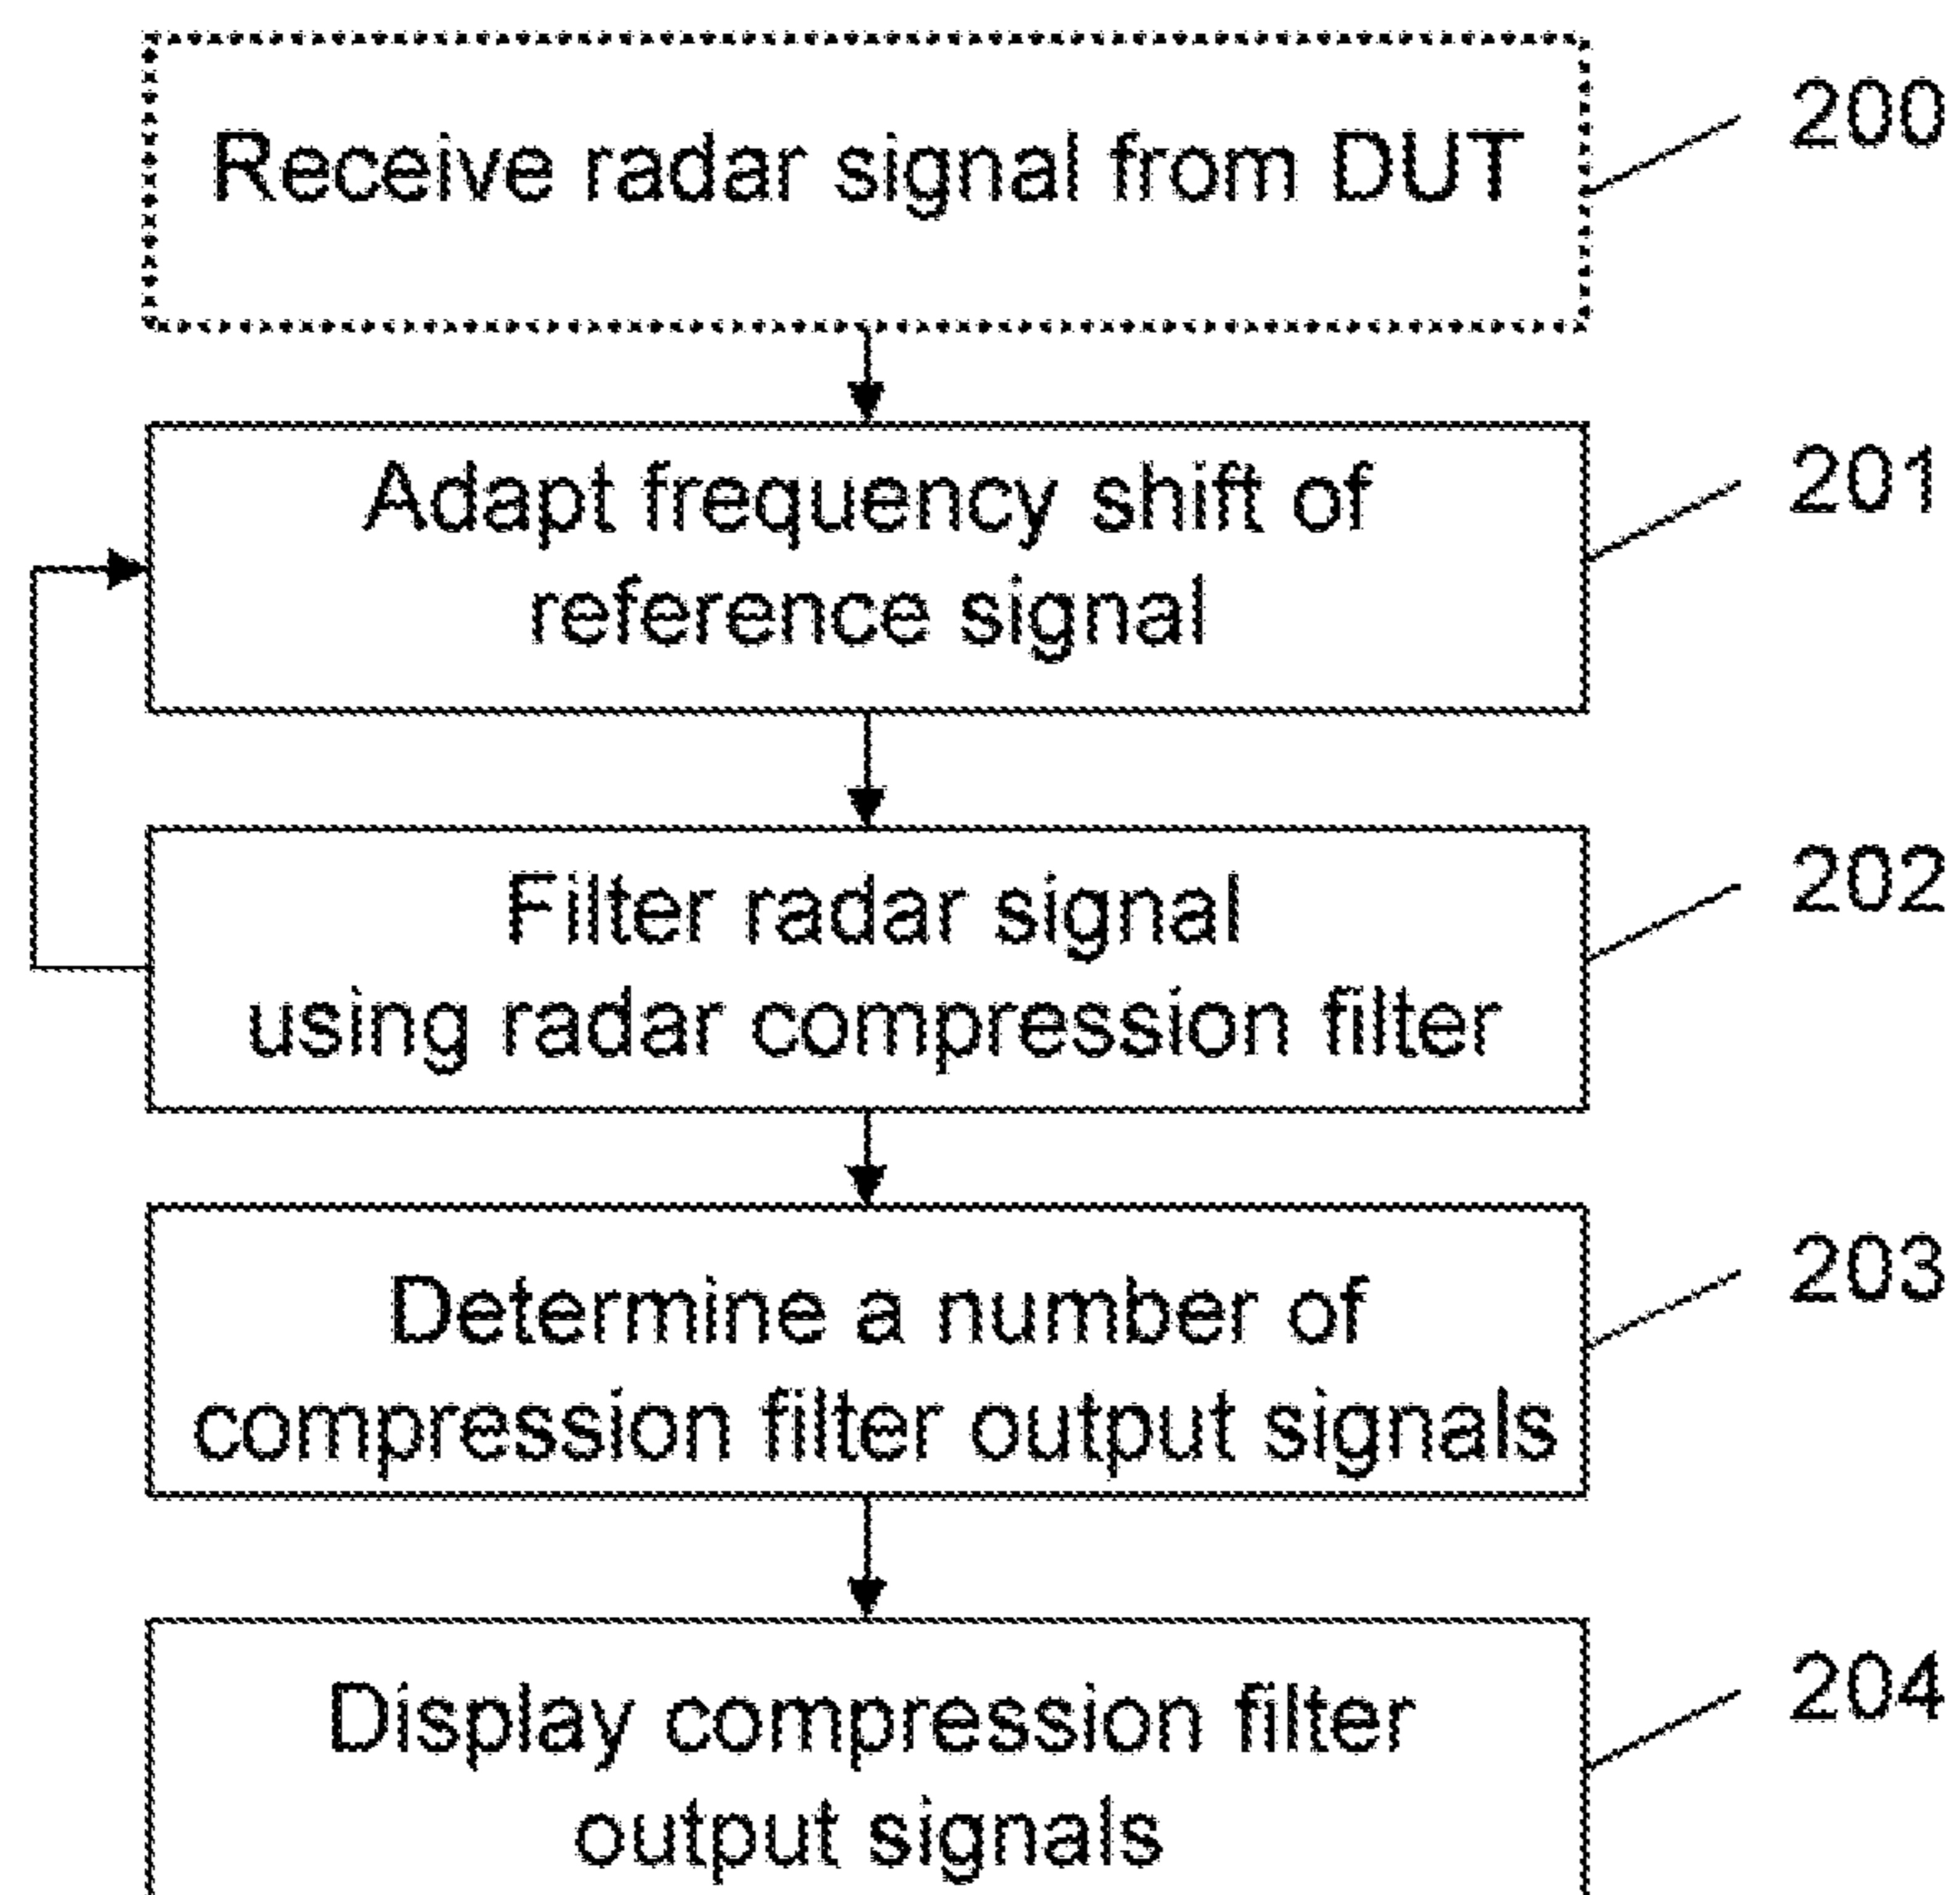 Receive radar signal from DUT
200
Adapt frequency shift of
reference signal
201
Filter radar signal
using radar compression filter
202
Determine a number of
compression filter output signals
203
Display compression filter
output signals
204